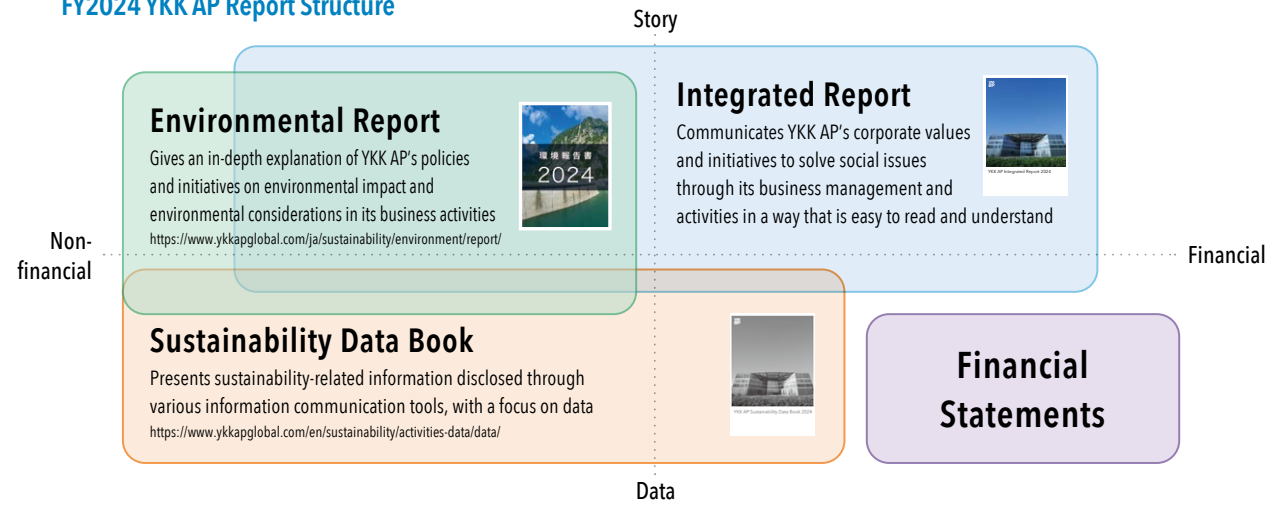 FY2024 YKK AP Report Structure
Story
Environmental Report
Gives an in-depth explanation of YKK AP's policies
and initiatives on environmental impact and
environmental considerations in its business activities
https://www.ykkapglobal.com/ja/sustainability/environment/report/
環境報告書
2024
Integrated Report
Communicates YKK AP's corporate values
and initiatives to solve social issues
through its business management and
activities in a way that is easy to read and understand
YKK AP Integrated Report 2024
Non-
financial
Financial
Sustainability Data Book
Presents sustainability-related information disclosed through
various information communication tools, with a focus on data
https://www.ykkapglobal.com/en/sustainability/activities-data/data/
YKK AP Sustainability Data Book 2024
Financial
Statements
Data